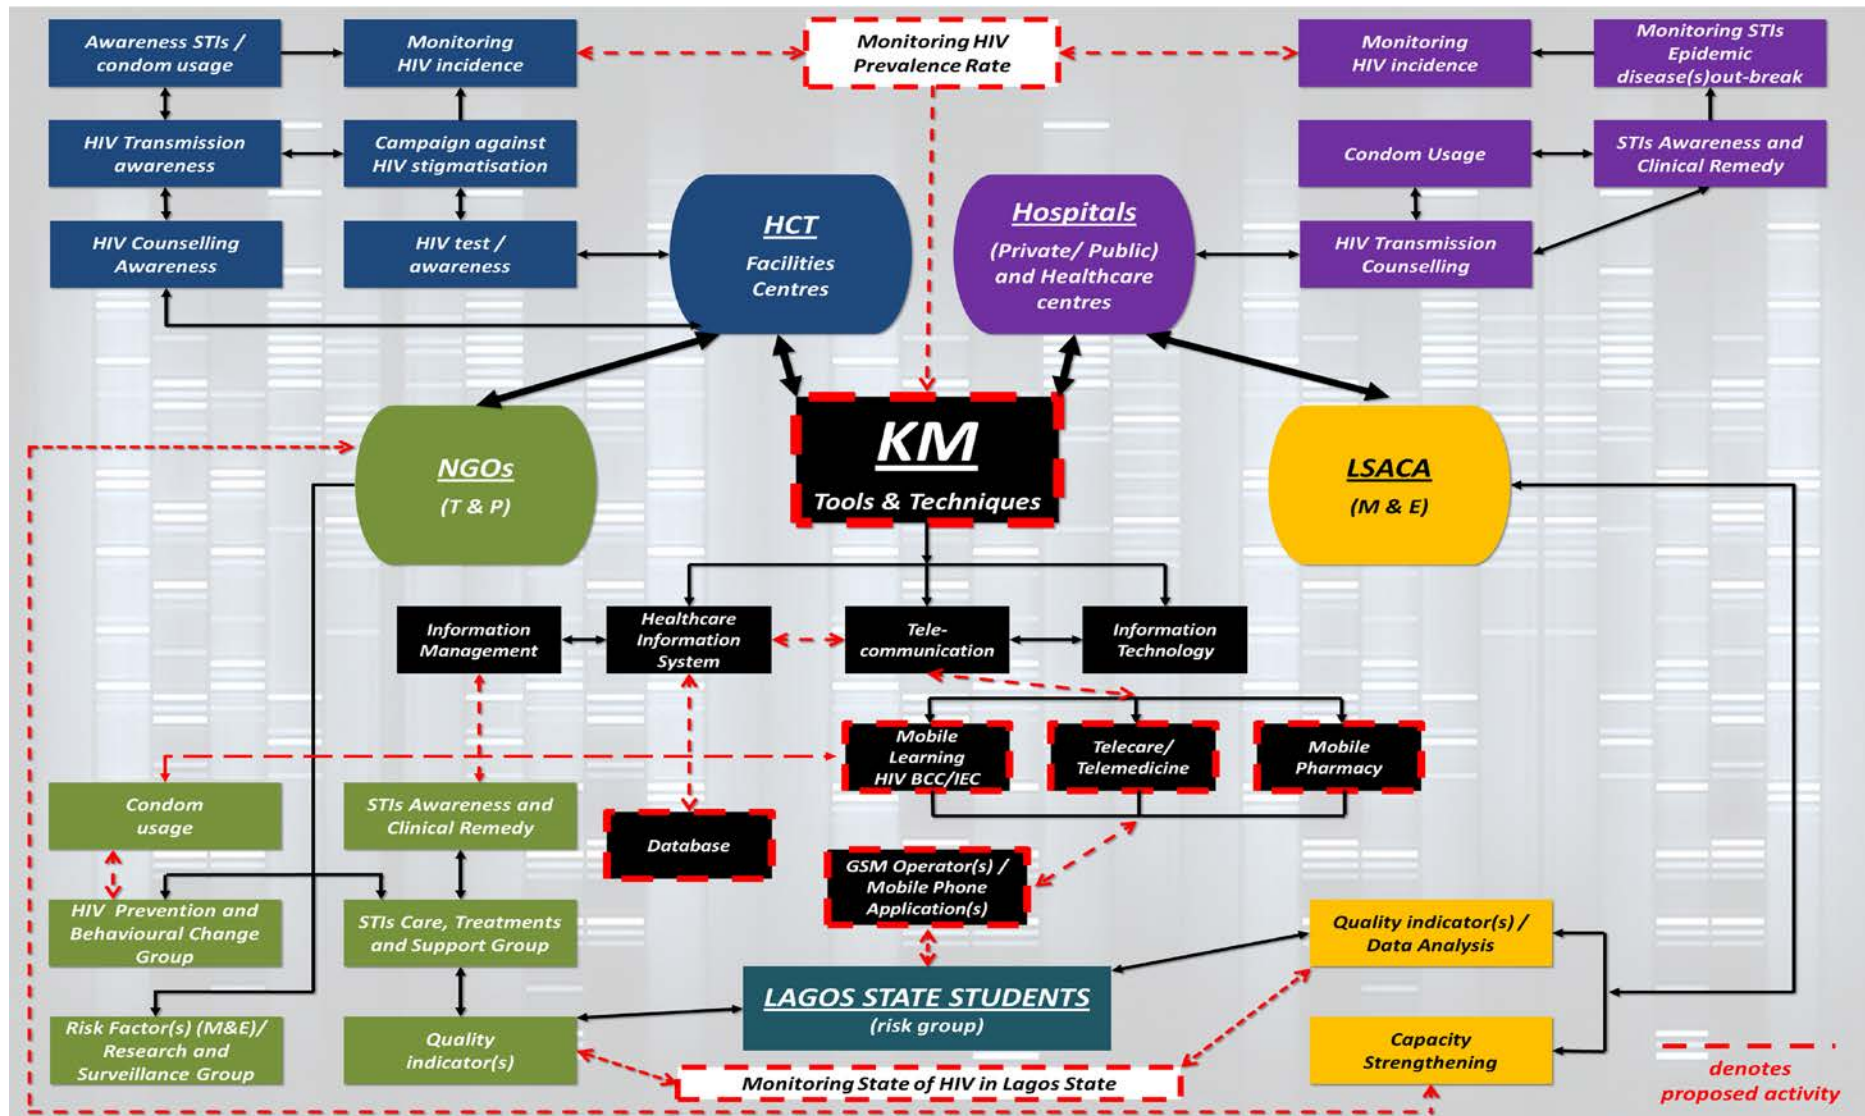 Awareness STIs /
condom usage
Monitoring
HIV incidence
Monitoring HIV
Prevalence Rate
Monitoring
HIV incidence
Monitoring STIs
Epidemic
disease(s)out-break
HIV Transmission
awareness
Campaign against
HIV stigmatisation
Condom Usage
STIs Awareness and
Clinical Remedy
HIV Counselling
Awareness
HIV test /
awareness
HCT
Facilities
Centres
Hospitals
(Private/ Public)
and Healthcare
centres
HIV Transmission
Counselling
NGOs
(T & P)
KM
Tools & Techniques
LSACA
(M & E)
Information
Management
Healthcare
Information
System
Tele-
communication
Information
Technology
Mobile
Learning
HIV BCC/IEC
Telecare/
Telemedicine
Mobile
Pharmacy
Condom
usage
STIs Awareness and
Clinical Remedy
Database
GSM Operator(s) /
Mobile Phone
Application(s)
HIV Prevention and
Behavioural Change
Group
STIs Care, Treatments
and Support Group
Quality indicator(s) /
Data Analysis
LAGOS STATE STUDENTS
(risk group)
Risk Factor(s) (M&E)/
Research and
Surveillance Group
Quality
indicator(s)
Capacity
Strengthening
Monitoring State of HIV in Lagos State
denotes
proposed activity